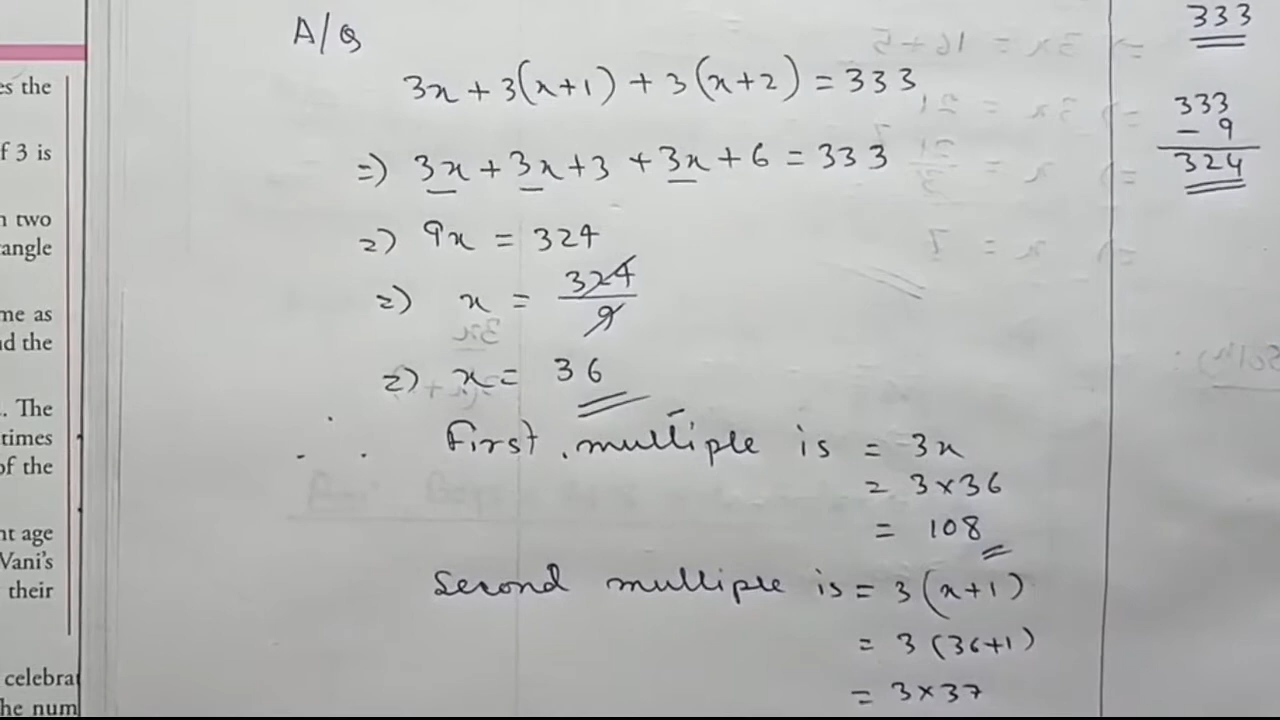 es the
f 3 is
n two
angle
me as
d the
. The
times
of the
nt age
Vani's
their
celebra
he num
A/Q
3x + 3(x+1) + 3(x+2) = 333
=) 3x + 3x + 3 + 3x + 6 = 333
=) 9x = 324
=) x = 324/9
=) x = 36
∴ First multiple is = 3x
= 3 × 36
= 108
Second multiple is = 3(x+1)
= 3(36+1)
= 3×37
333
333
- 9
324